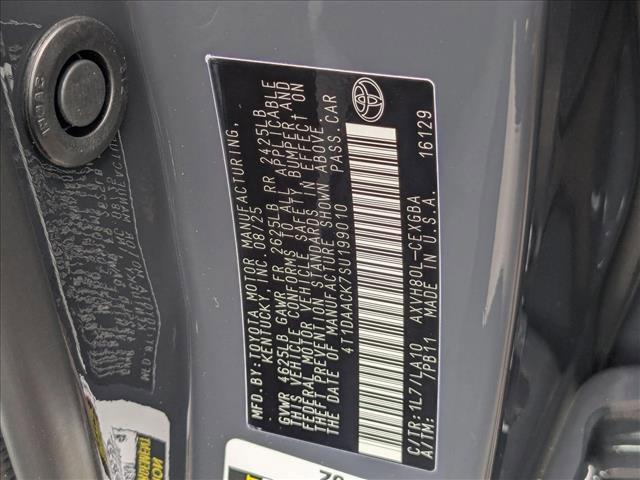 MFD. BY: TOYOTA MOTOR MANUFACTURING,
KENTUCKY, INC. 08/25
GVWR 4625LB GAWR FR 2625LB RR 2425LB
THIS VEHICLE CONFORMS TO ALL APPLICABLE
FEDERAL MOTOR VEHICLE SAFETY, BUMPER, AND
THEFT PREVENTION STANDARDS IN EFFECT ON
THE DATE OF MANUFACTURE SHOWN ABOVE.
4T1DAACK7SU199010 PASS. CAR
C/TR: 1L7/LA10 AXVH80L-CEXGBA
A/TM: 7PB11 MADE IN U.S.A. 16129